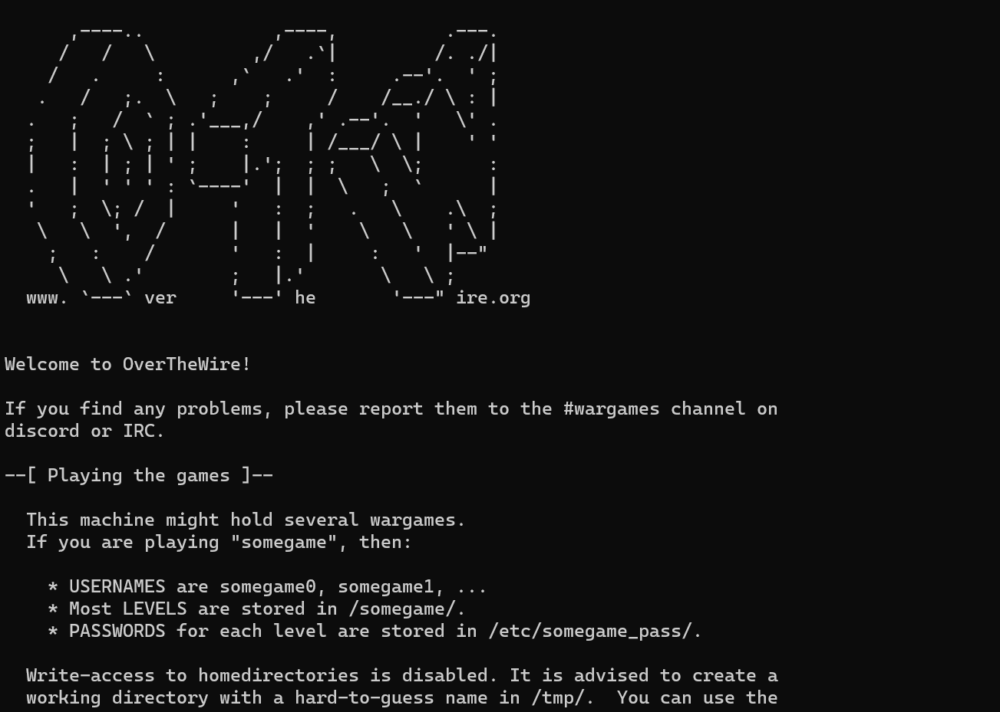 www. `---` ver     '---' he       '---" ire.org
Welcome to OverTheWire!
If you find any problems, please report them to the #wargames channel on
discord or IRC.
--[ Playing the games ]--
This machine might hold several wargames.
If you are playing "somegame", then:
* USERNAMES are somegame0, somegame1, ...
* Most LEVELS are stored in /somegame/.
* PASSWORDS for each level are stored in /etc/somegame_pass/.
Write-access to homedirectories is disabled. It is advised to create a
working directory with a hard-to-guess name in /tmp/.  You can use the